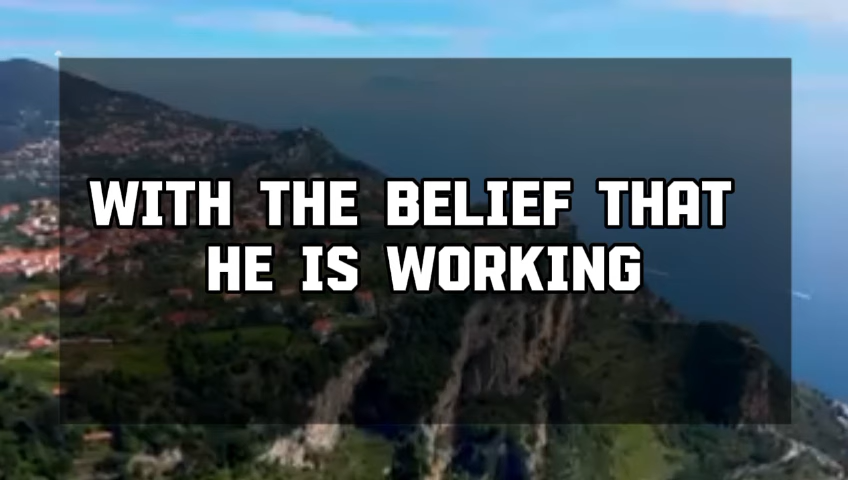 WITH THE BELIEF THAT
HE IS WORKING